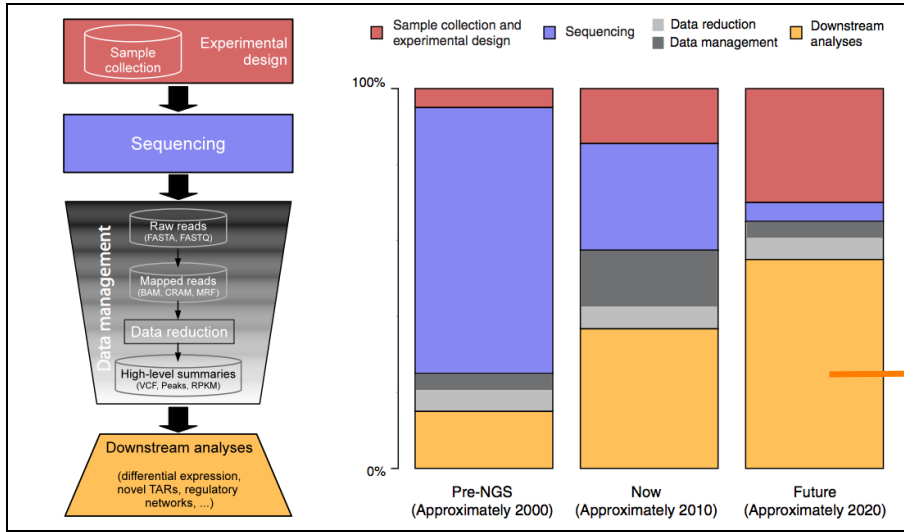 Sample
collection
Experimental
design
Sequencing
Data management
Raw reads
(FASTA, FASTQ)
Mapped reads
(BAM, CRAM, MRF)
Data reduction
High-level summaries
(VCF, Peaks, RPKM)
Downstream analyses
(differential expression,
novel TARs, regulatory
networks, ...)
Sample collection and
experimental design
Sequencing
Data reduction
Data management
Downstream
analyses
100%
0%
Pre-NGS
(Approximately 2000)
Now
(Approximately 2010)
Future
(Approximately 2020)